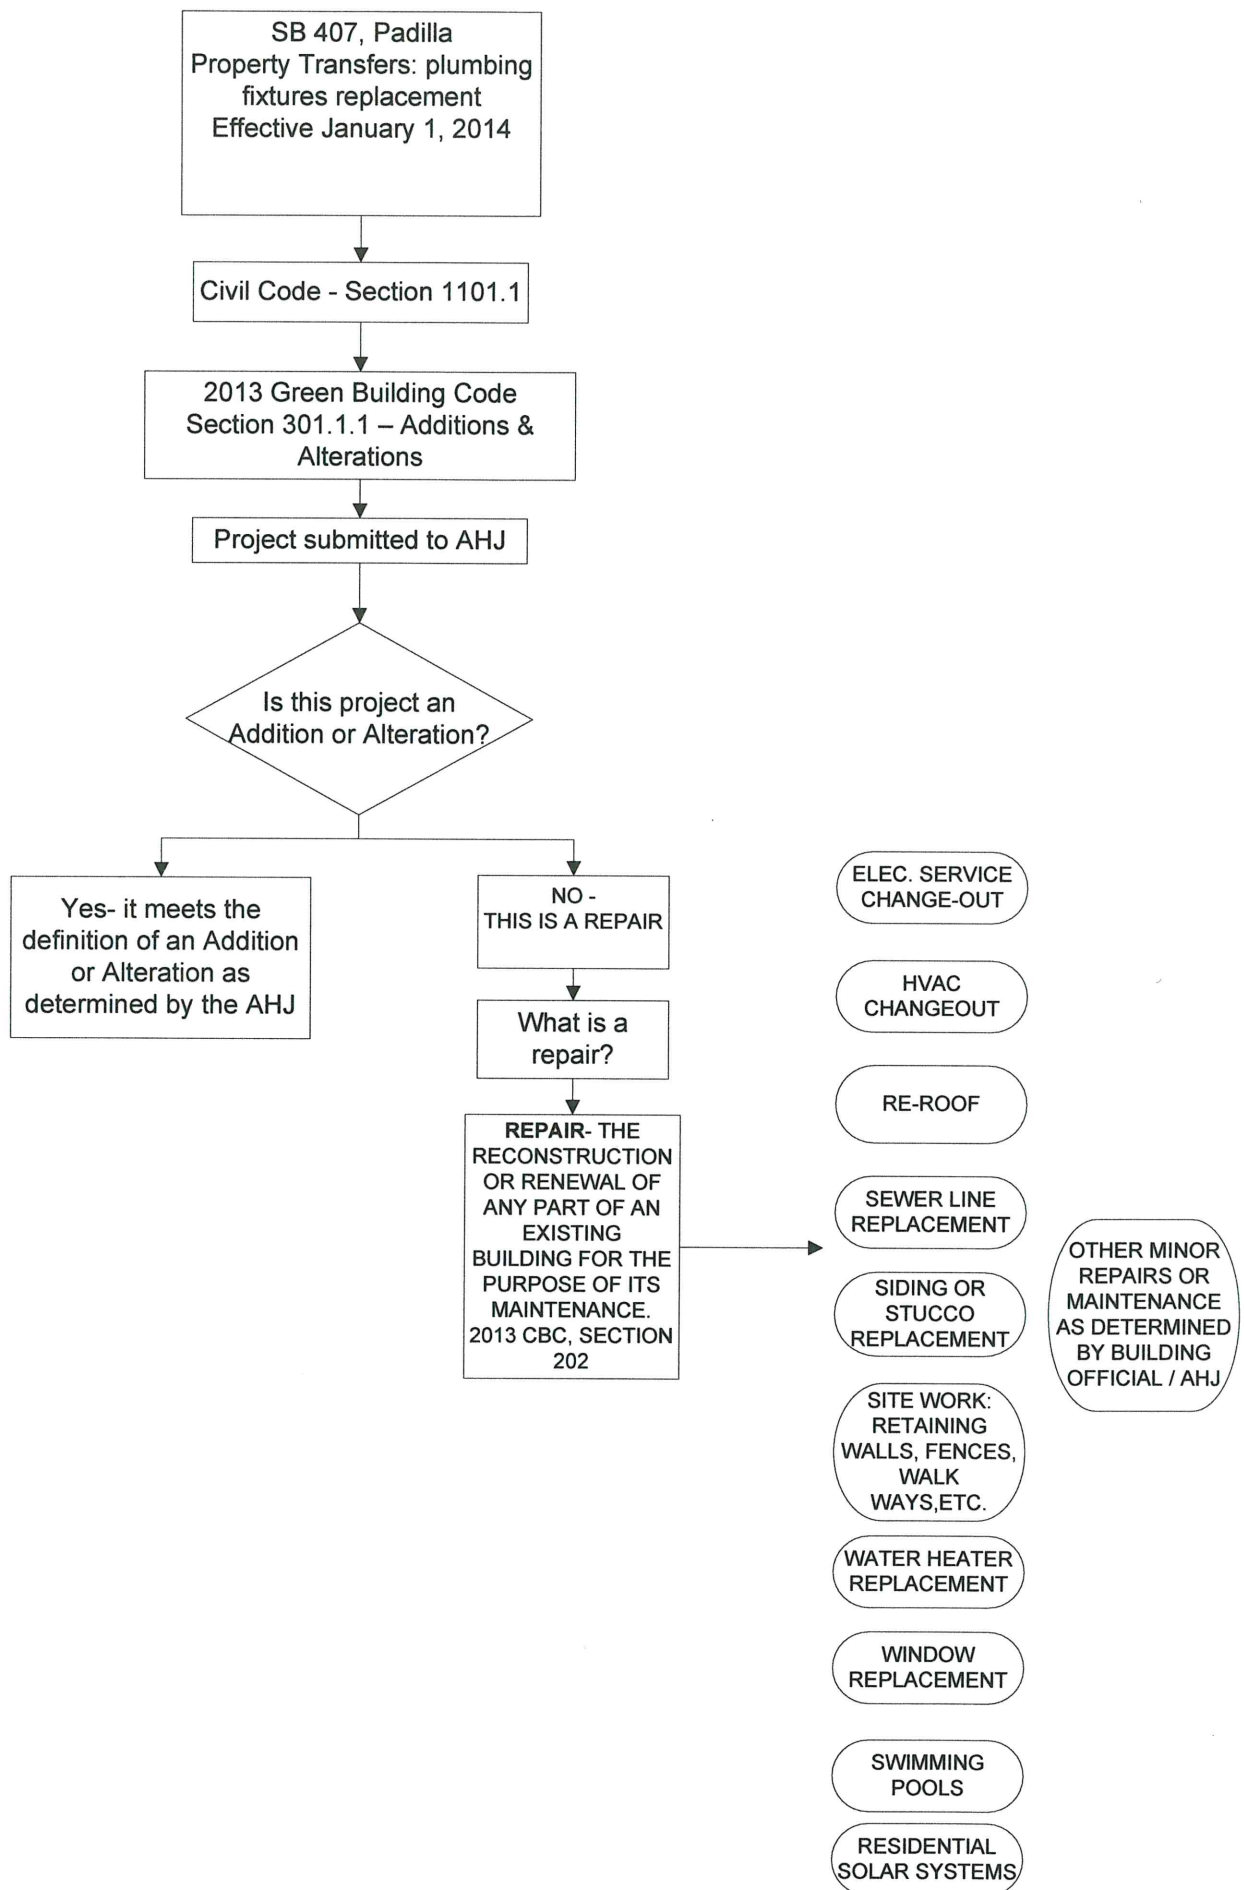 SB 407, Padilla
Property Transfers: plumbing
fixtures replacement
Effective January 1, 2014
Civil Code - Section 1101.1
2013 Green Building Code
Section 301.1.1 – Additions &
Alterations
Project submitted to AHJ
Is this project an
Addition or Alteration?
Yes- it meets the
definition of an Addition
or Alteration as
determined by the AHJ
NO -
THIS IS A REPAIR
What is a
repair?
REPAIR- THE
RECONSTRUCTION
OR RENEWAL OF
ANY PART OF AN
EXISTING
BUILDING FOR THE
PURPOSE OF ITS
MAINTENANCE.
2013 CBC, SECTION
202
ELEC. SERVICE
CHANGE-OUT
HVAC
CHANGEOUT
RE-ROOF
SEWER LINE
REPLACEMENT
SIDING OR
STUCCO
REPLACEMENT
SITE WORK:
RETAINING
WALLS, FENCES,
WALK
WAYS,ETC.
WATER HEATER
REPLACEMENT
WINDOW
REPLACEMENT
SWIMMING
POOLS
RESIDENTIAL
SOLAR SYSTEMS
OTHER MINOR
REPAIRS OR
MAINTENANCE
AS DETERMINED
BY BUILDING
OFFICIAL / AHJ